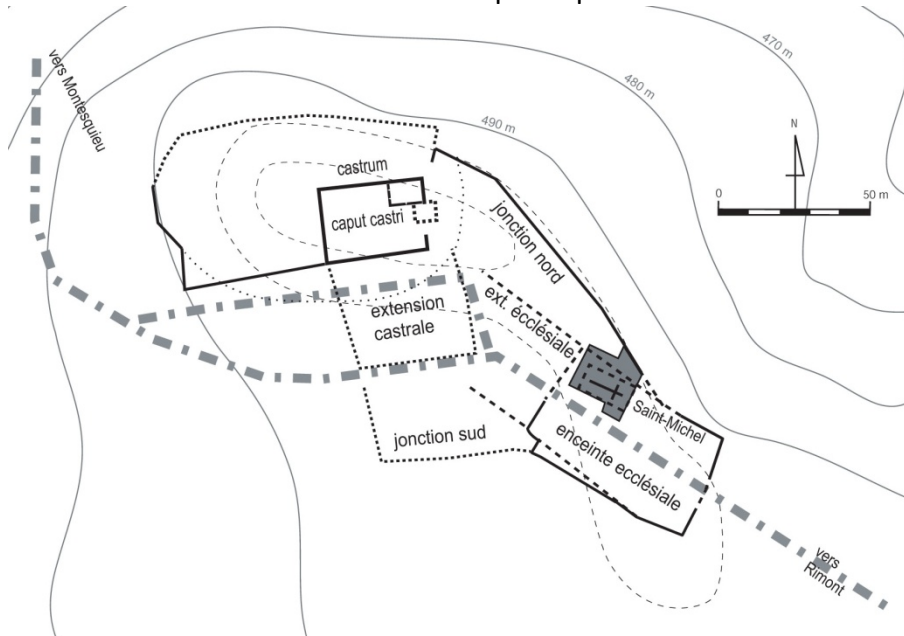 vers Montesquieu
470 m
480 m
490 m
N
0
50 m
castrum
caput castri
jonction nord
extension
castrale
ext. écclésiale
Saint-Michel
jonction sud
enceinte ecclésiale
vers
Rimont